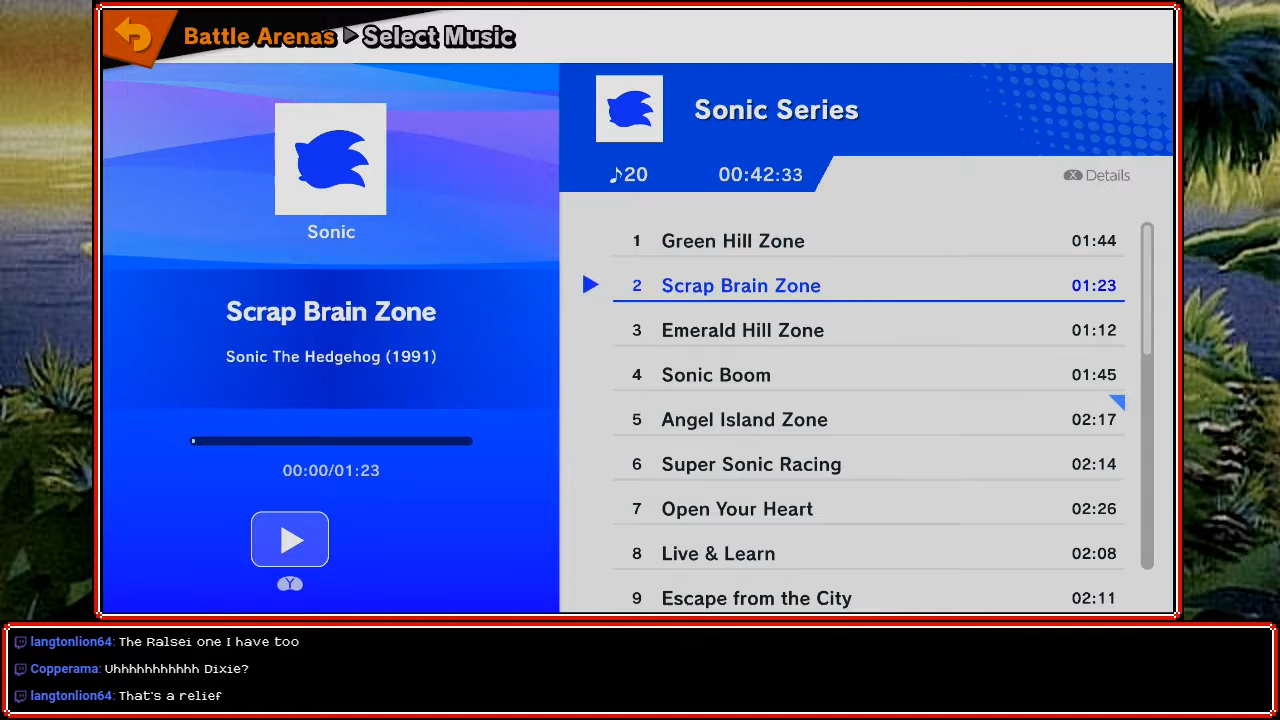 Battle Arenas ▶ Select Music
Sonic
Scrap Brain Zone
Sonic The Hedgehog (1991)
00:00/01:23
Y
Sonic Series
♪20 00:42:33
X Details
1 Green Hill Zone 01:44
2 Scrap Brain Zone 01:23
3 Emerald Hill Zone 01:12
4 Sonic Boom 01:45
5 Angel Island Zone 02:17
6 Super Sonic Racing 02:14
7 Open Your Heart 02:26
8 Live & Learn 02:08
9 Escape from the City 02:11
langtonlion64: The Ralsei one I have too
Copperama: Uhhhhhhhhhhh Dixie?
langtonlion64: That's a relief